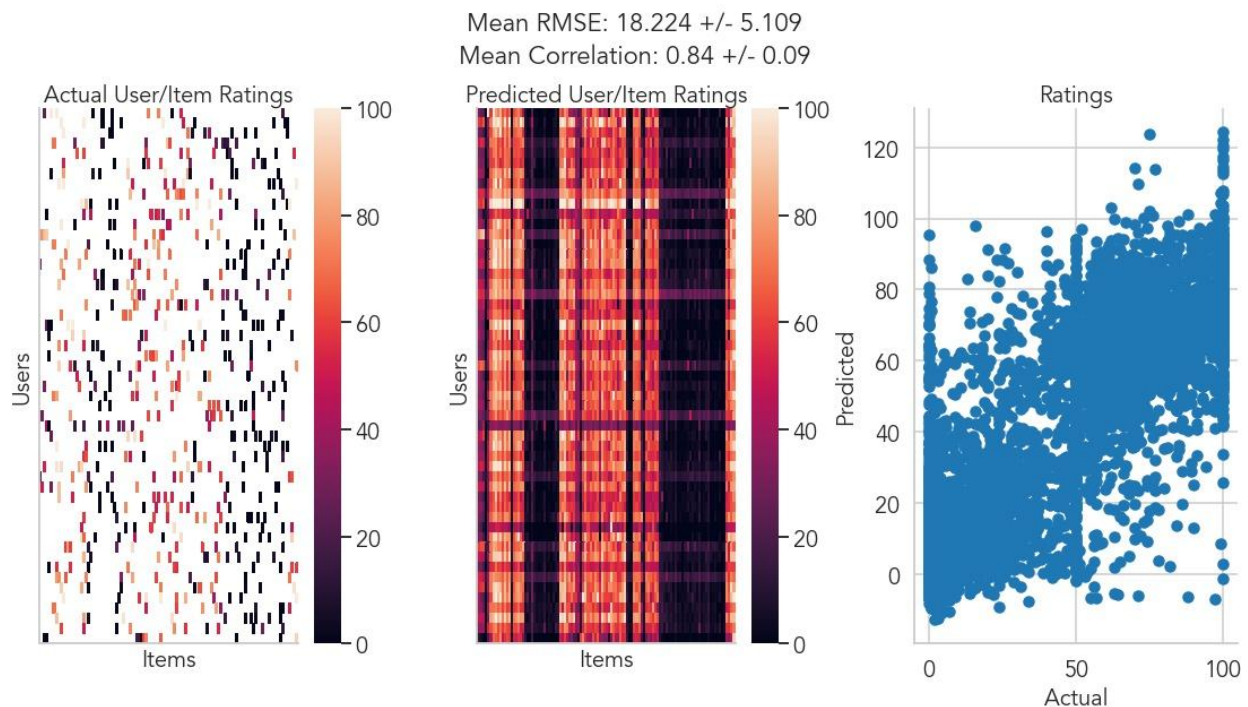 Mean RMSE: 18.224 +/- 5.109
Mean Correlation: 0.84 +/- 0.09
Actual User/Item Ratings
Users
Items
100
80
60
40
20
0
Predicted User/Item Ratings
Users
Items
100
80
60
40
20
0
Ratings
Predicted
120
100
80
60
40
20
0
0 50 100
Actual